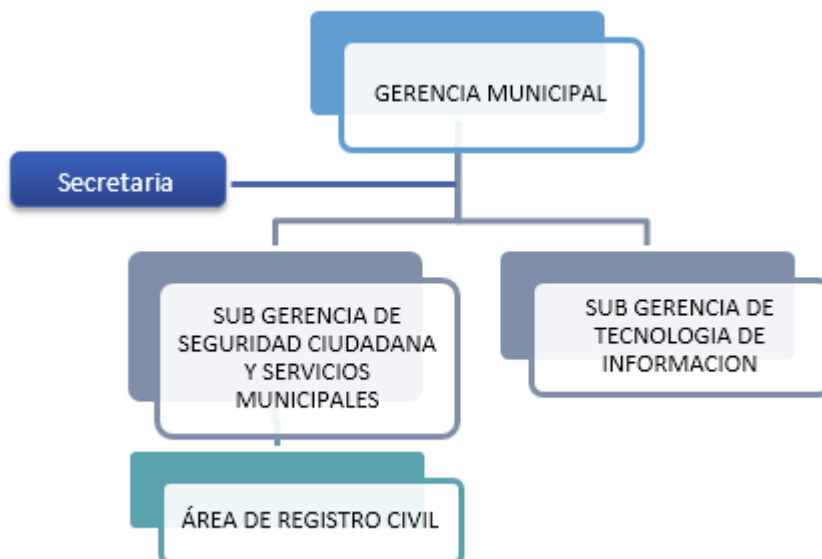 GERENCIA MUNICIPAL
Secretaria
SUB GERENCIA DE
SEGURIDAD CIUDADANA
Y SERVICIOS
MUNICIPALES
SUB GERENCIA DE
TECNOLOGIA DE
INFORMACION
ÁREA DE REGISTRO CIVIL